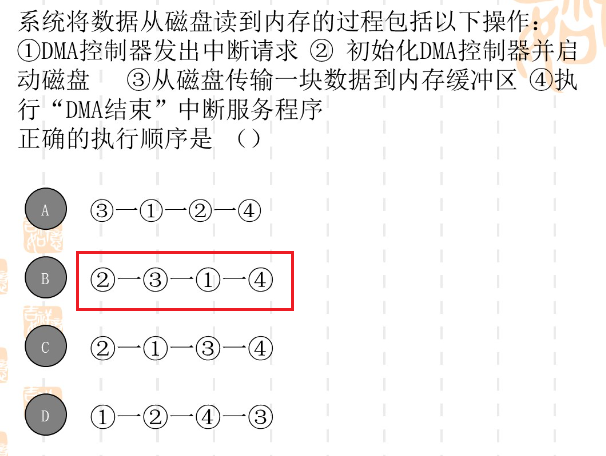 系统将数据从磁盘读到内存的过程包括以下操作：
①DMA控制器发出中断请求 ② 初始化DMA控制器并启
动磁盘 ③从磁盘传输一块数据到内存缓冲区 ④执
行“DMA结束”中断服务程序
正确的执行顺序是 （）
A ③一①一②一④
B ②一③一①一④
C ②一①一③一④
D ①一②一④一③